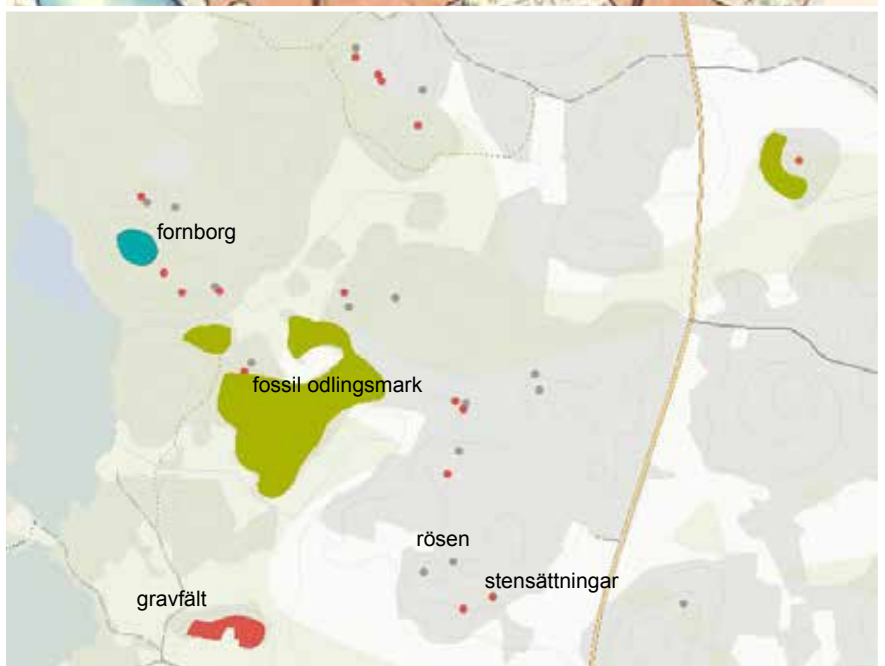 fornborg
fossil odlingsmark
rösen
stensättningar
gravfält